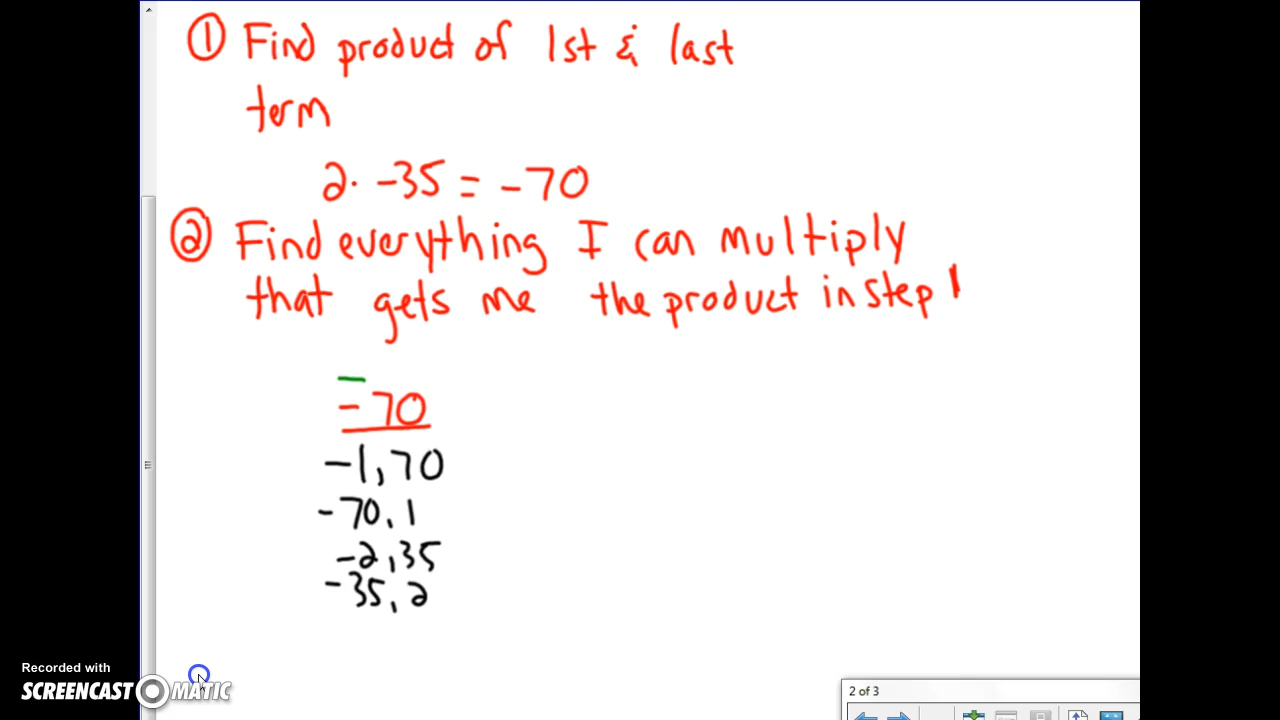 ① Find product of 1st & last
term
2 · -35 = -70
② Find everything I can multiply
that gets me the product in step 1
-70
-1, 70
-70, 1
-2, 35
-35, 2
Recorded with
SCREENCAST MATIC
2 of 3